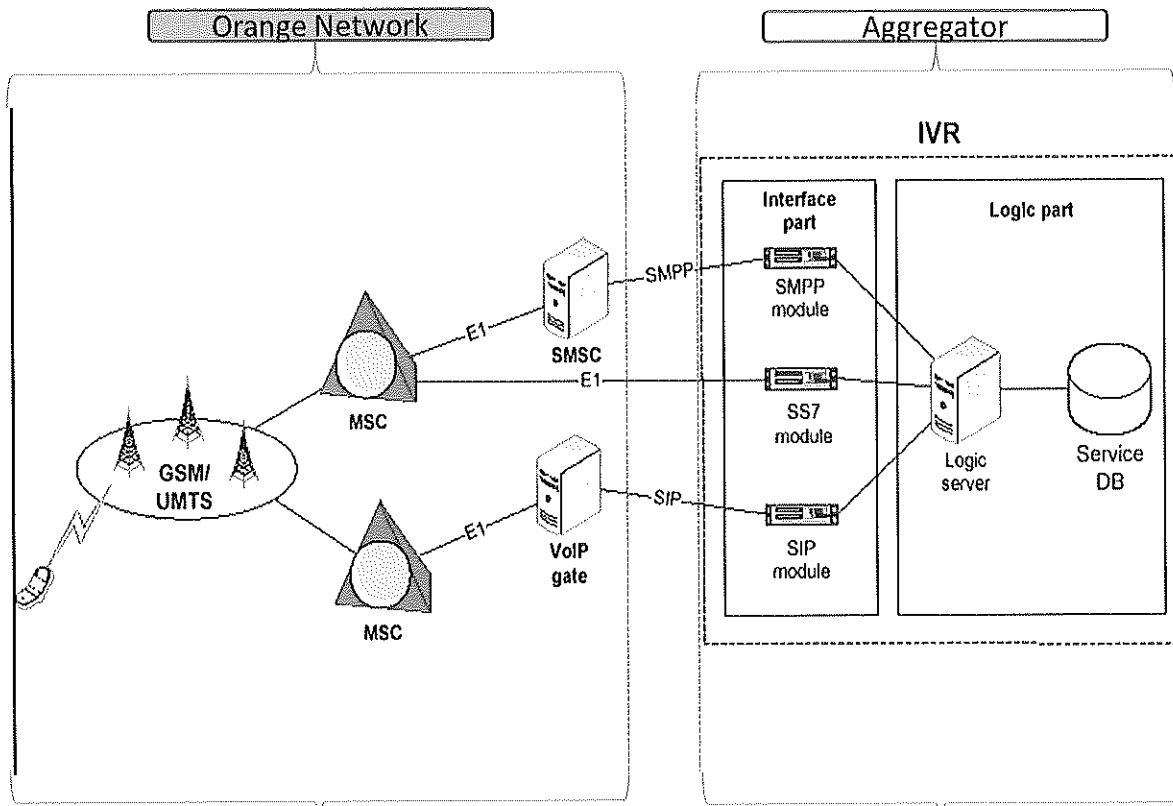 Orange Network
Aggregator
IVR
Interface
part
Logic part
SMPP
SMPP
module
E1
SMSC
E1
SS7
module
MSC
GSM/
UMTS
Logic
server
Service
DB
SIP
E1
VoIP
gate
SIP
module
MSC